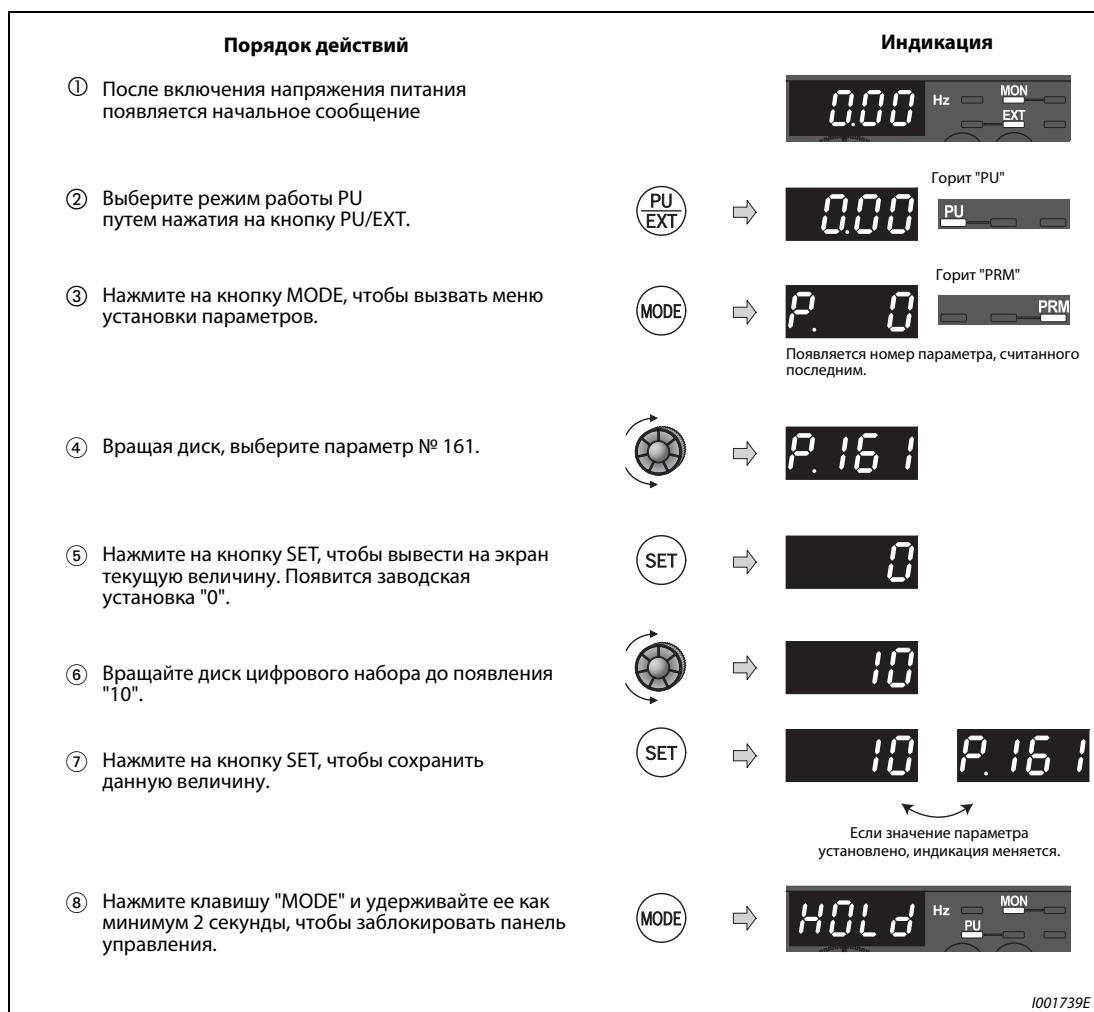 Порядок действий
Индикация
① После включения напряжения питания
появляется начальное сообщение
0.00 Hz MON
EXT
② Выберите режим работы PU
путем нажатия на кнопку PU/EXT.
PU
EXT
0.00
Горит "PU"
PU
③ Нажмите на кнопку MODE, чтобы вызвать меню
установки параметров.
MODE
P. 0
Горит "PRM"
PRM
Появляется номер параметра, считанного
последним.
④ Вращая диск, выберите параметр № 161.
P. 161
⑤ Нажмите на кнопку SET, чтобы вывести на экран
текущую величину. Появится заводская
установка "0".
SET
0
⑥ Вращайте диск цифрового набора до появления
"10".
10
⑦ Нажмите на кнопку SET, чтобы сохранить
данную величину.
SET
10 P. 161
Если значение параметра
установлено, индикация меняется.
⑧ Нажмите клавишу "MODE" и удерживайте ее как
минимум 2 секунды, чтобы заблокировать панель
управления.
MODE
HOLd Hz MON
PU
I001739E